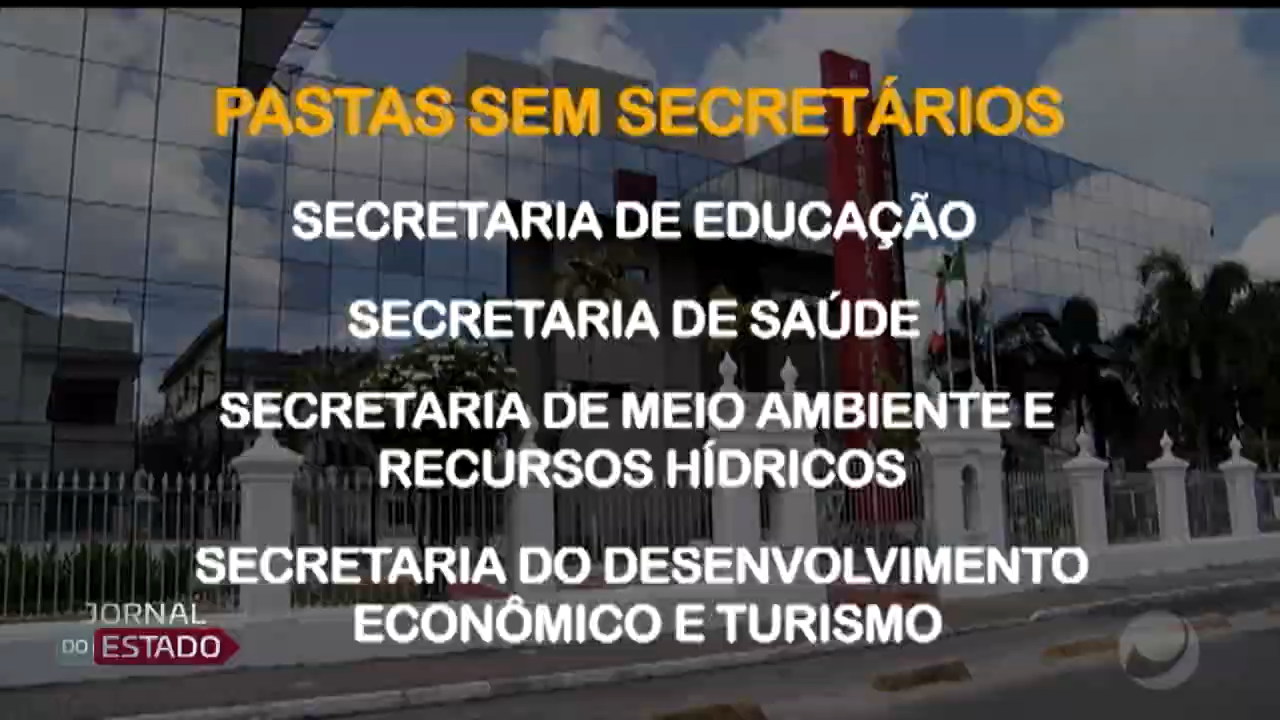 PASTAS SEM SECRETÁRIOS
SECRETARIA DE EDUCAÇÃO
SECRETARIA DE SAÚDE
SECRETARIA DE MEIO AMBIENTE E
RECURSOS HÍDRICOS
SECRETARIA DO DESENVOLVIMENTO
ECONÔMICO E TURISMO
JORNAL
DO ESTADO